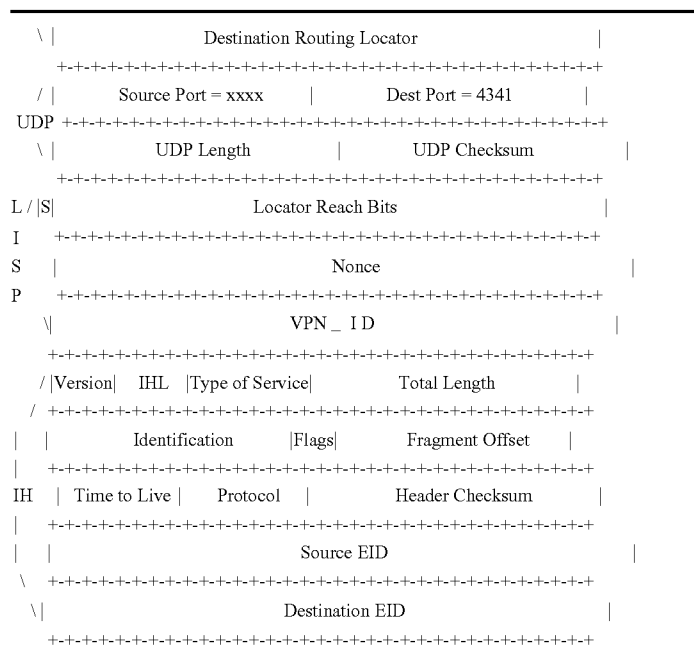 \ | Destination Routing Locator |
+-+-+-+-+-+-+-+-+-+-+-+-+-+-+-+-+-+-+-+-+-+-+-+-+-+-+-+-+-+-+-+-+
/ | Source Port = xxxx | Dest Port = 4341 |
UDP +-+-+-+-+-+-+-+-+-+-+-+-+-+-+-+-+-+-+-+-+-+-+-+-+-+-+-+-+-+-+-+-+
\ | UDP Length | UDP Checksum |
+-+-+-+-+-+-+-+-+-+-+-+-+-+-+-+-+-+-+-+-+-+-+-+-+-+-+-+-+-+-+-+-+
L / |S| Locator Reach Bits |
I +-+-+-+-+-+-+-+-+-+-+-+-+-+-+-+-+-+-+-+-+-+-+-+-+-+-+-+-+-+-+-+-+
S | Nonce |
P +-+-+-+-+-+-+-+-+-+-+-+-+-+-+-+-+-+-+-+-+-+-+-+-+-+-+-+-+-+-+-+-+
\| VPN _ I D |
+-+-+-+-+-+-+-+-+-+-+-+-+-+-+-+-+-+-+-+-+-+-+-+-+-+-+-+-+-+-+-+-+
/ |Version| IHL |Type of Service| Total Length |
/ +-+-+-+-+-+-+-+-+-+-+-+-+-+-+-+-+-+-+-+-+-+-+-+-+-+-+-+-+-+-+-+-+
| | Identification |Flags| Fragment Offset |
| +-+-+-+-+-+-+-+-+-+-+-+-+-+-+-+-+-+-+-+-+-+-+-+-+-+-+-+-+-+-+-+-+
IH | Time to Live | Protocol | Header Checksum |
| +-+-+-+-+-+-+-+-+-+-+-+-+-+-+-+-+-+-+-+-+-+-+-+-+-+-+-+-+-+-+-+-+
| | Source EID |
\ +-+-+-+-+-+-+-+-+-+-+-+-+-+-+-+-+-+-+-+-+-+-+-+-+-+-+-+-+-+-+-+-+
\ | Destination EID |
+-+-+-+-+-+-+-+-+-+-+-+-+-+-+-+-+-+-+-+-+-+-+-+-+-+-+-+-+-+-+-+-+